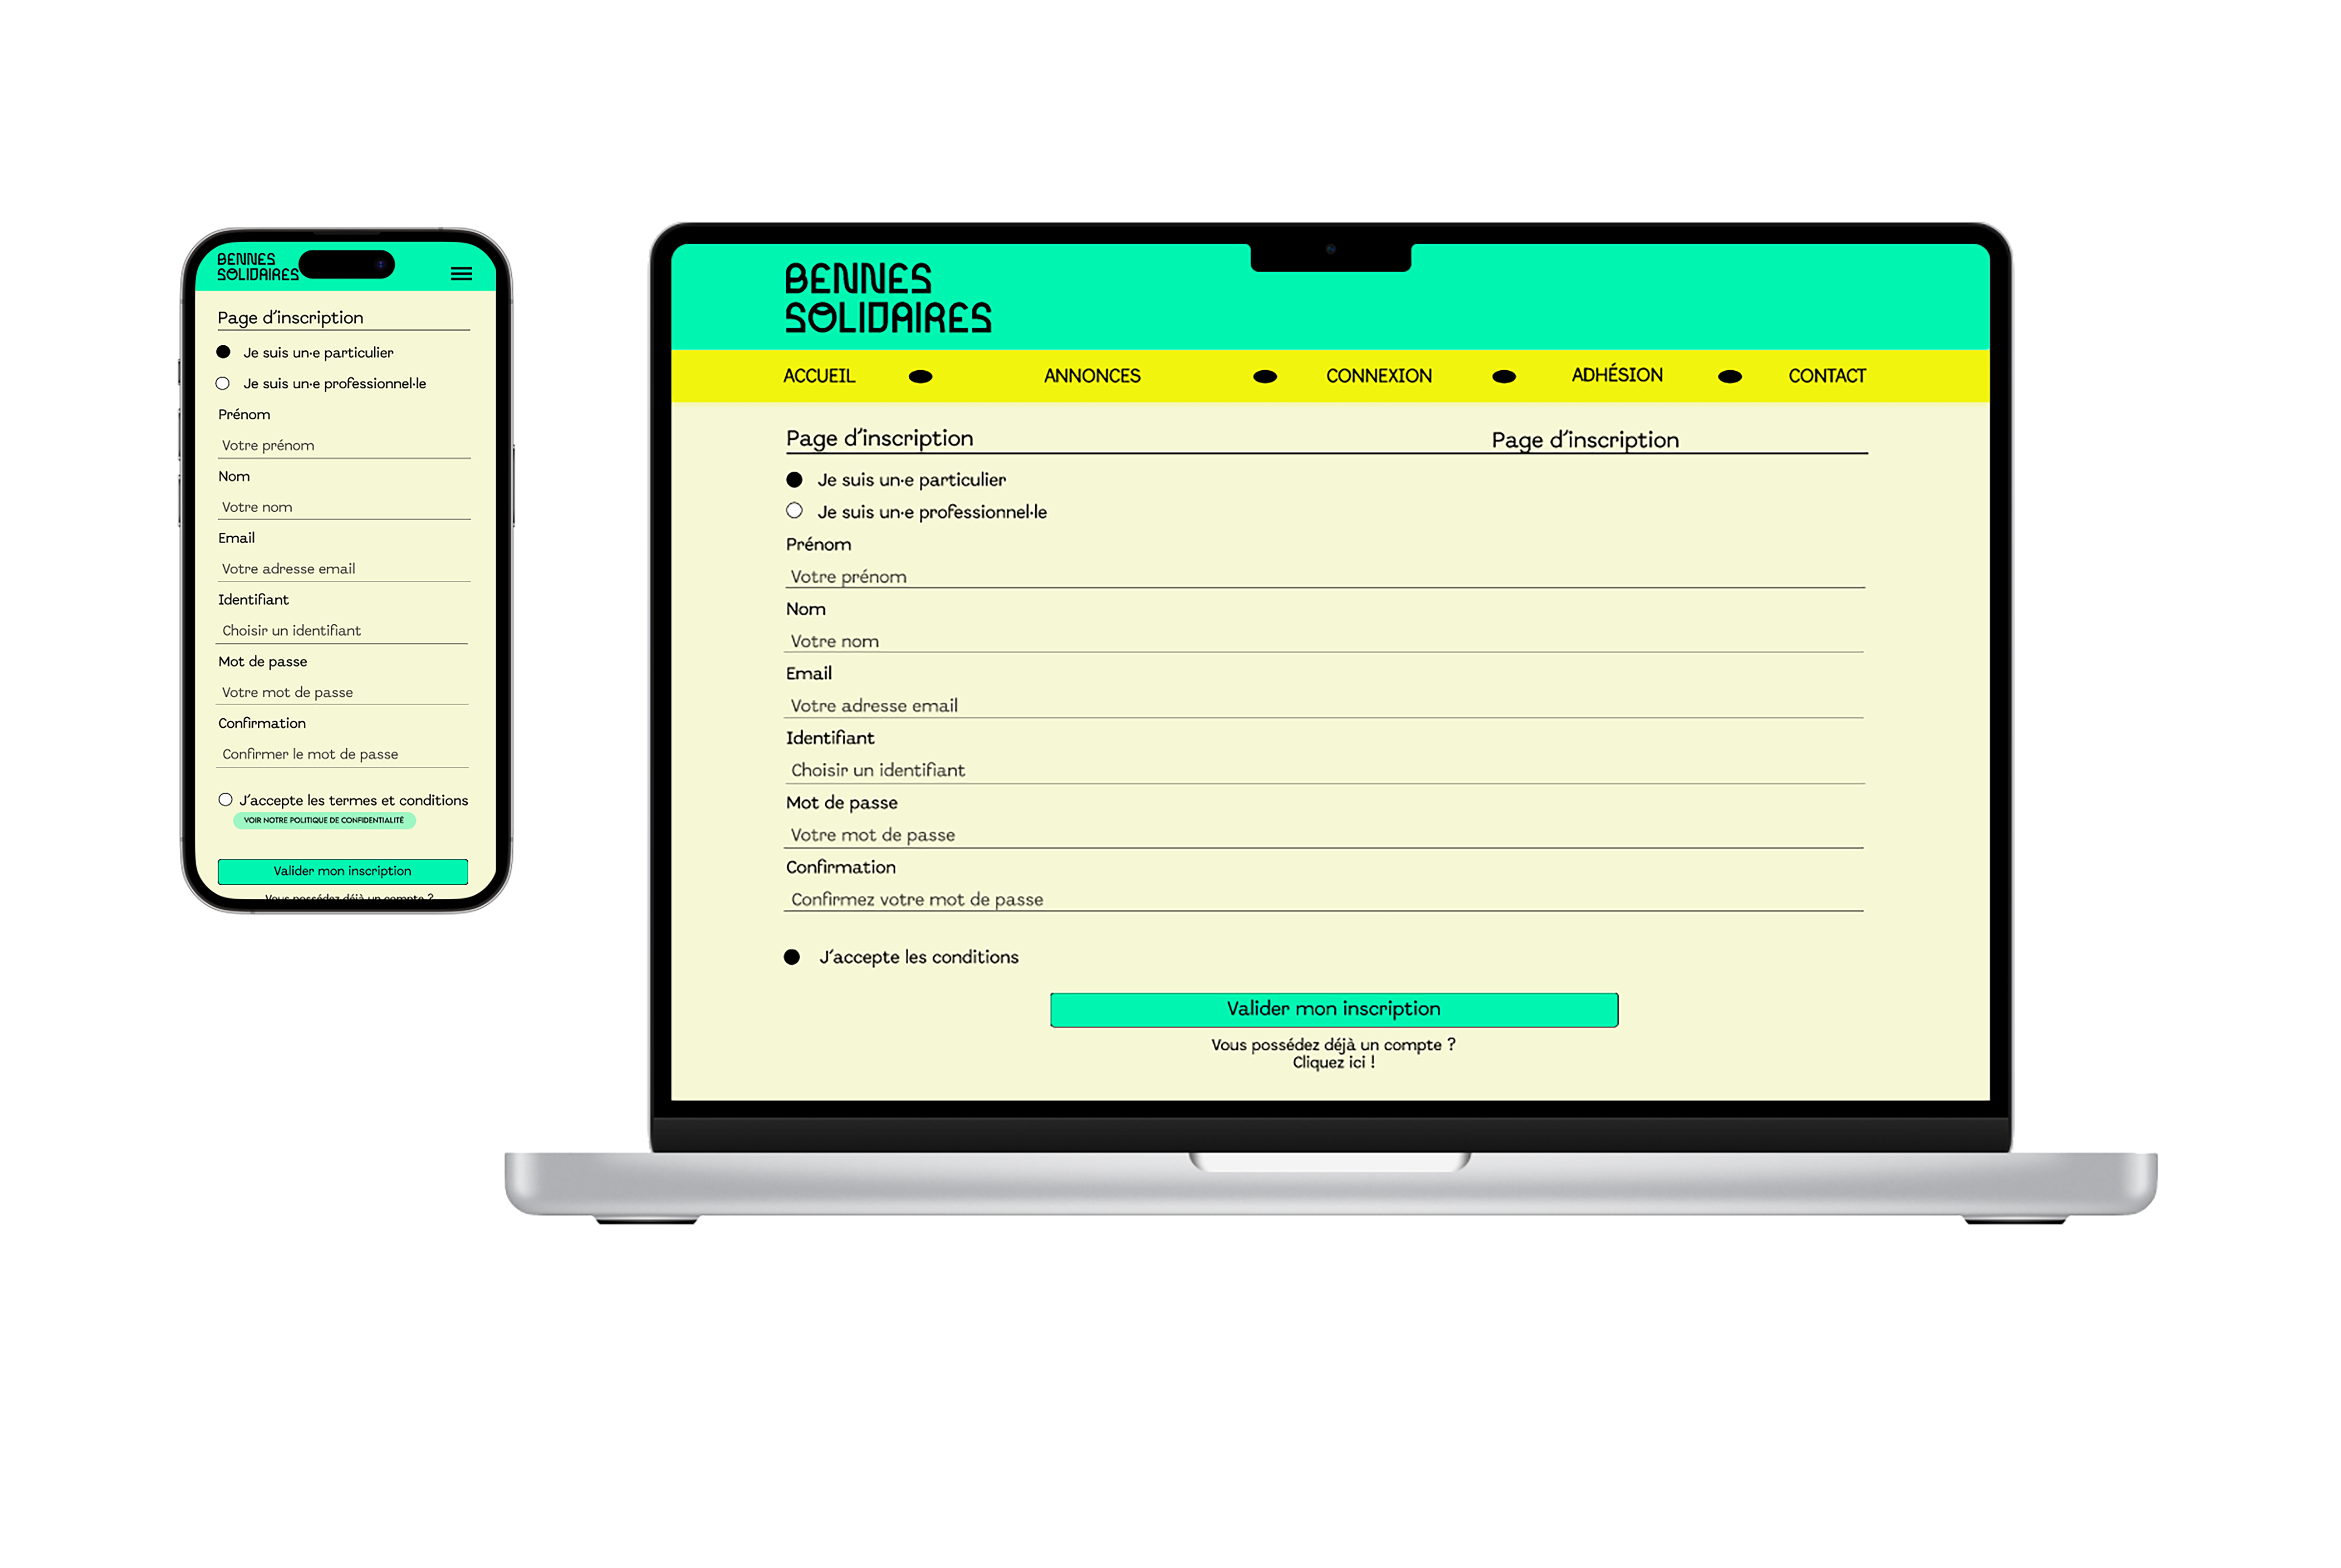 BENNES
SOLIDAIRES
Page d'inscription
Je suis un·e particulier
Je suis un·e professionnel·le
Prénom
Votre prénom
Nom
Votre nom
Email
Votre adresse email
Identifiant
Choisir un identifiant
Mot de passe
Votre mot de passe
Confirmation
Confirmer le mot de passe
J'accepte les termes et conditions
VOIR NOTRE POLITIQUE DE CONFIDENTIALITÉ
Valider mon inscription
Vous possédez déjà un compte ?
BENNES
SOLIDAIRES
ACCUEIL ANNONCES CONNEXION ADHÉSION CONTACT
Page d'inscription Page d'inscription
Je suis un·e particulier
Je suis un·e professionnel·le
Prénom
Votre prénom
Nom
Votre nom
Email
Votre adresse email
Identifiant
Choisir un identifiant
Mot de passe
Votre mot de passe
Confirmation
Confirmez votre mot de passe
J'accepte les conditions
Valider mon inscription
Vous possédez déjà un compte ?
Cliquez ici !